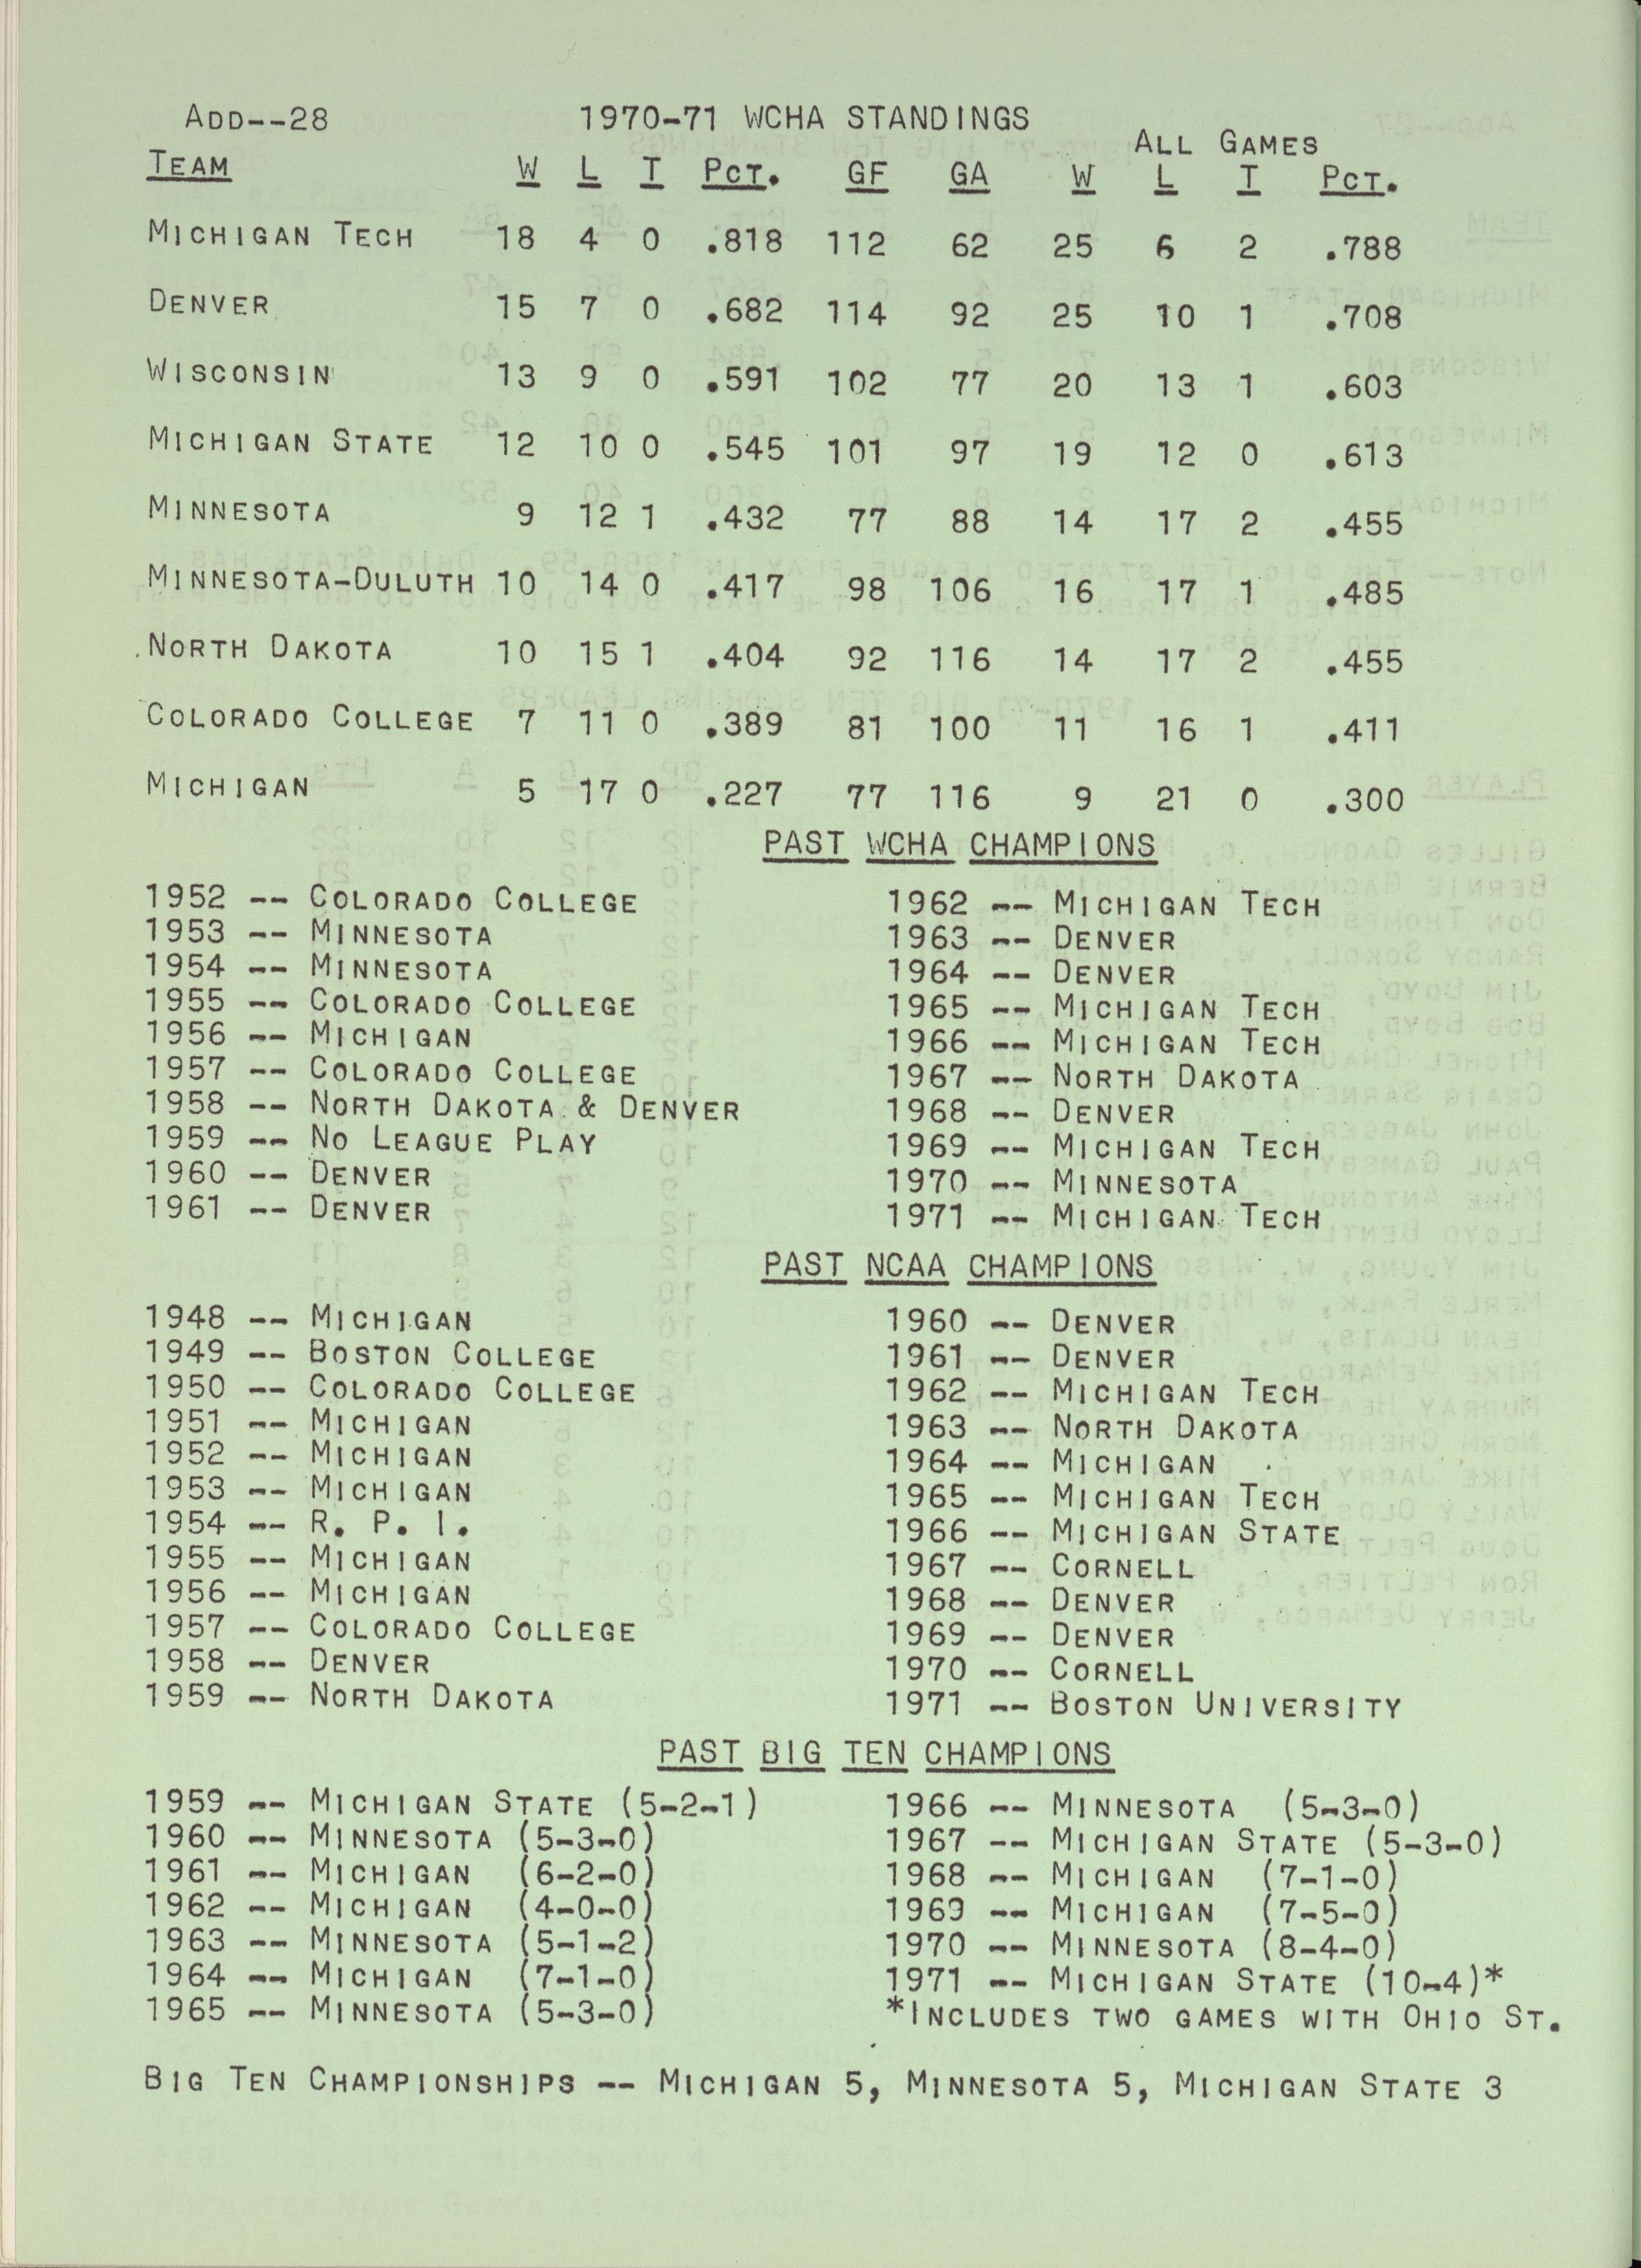 ADD--28 1970-71 WCHA STANDINGS
ALL GAMES
TEAM W L T PCT. GF GA W L T PCT.
MICHIGAN TECH 18 4 0 .818 112 62 25 6 2 .788
DENVER 15 7 0 .682 114 92 25 10 1 .708
WISCONSIN 13 9 0 .591 102 77 20 13 1 .603
MICHIGAN STATE 12 10 0 .545 101 97 19 12 0 .613
MINNESOTA 9 12 1 .432 77 88 14 17 2 .455
MINNESOTA-DULUTH 10 14 0 .417 98 106 16 17 1 .485
NORTH DAKOTA 10 15 1 .404 92 116 14 17 2 .455
COLORADO COLLEGE 7 11 0 .389 81 100 11 16 1 .411
MICHIGAN 5 17 0 .227 77 116 9 21 0 .300
PAST WCHA CHAMPIONS
1952 -- COLORADO COLLEGE
1953 -- MINNESOTA
1954 -- MINNESOTA
1955 -- COLORADO COLLEGE
1956 -- MICHIGAN
1957 -- COLORADO COLLEGE
1958 -- NORTH DAKOTA & DENVER
1959 -- NO LEAGUE PLAY
1960 -- DENVER
1961 -- DENVER
1962 -- MICHIGAN TECH
1963 -- DENVER
1964 -- DENVER
1965 -- MICHIGAN TECH
1966 -- MICHIGAN TECH
1967 -- NORTH DAKOTA
1968 -- DENVER
1969 -- MICHIGAN TECH
1970 -- MINNESOTA
1971 -- MICHIGAN TECH
PAST NCAA CHAMPIONS
1948 -- MICHIGAN
1949 -- BOSTON COLLEGE
1950 -- COLORADO COLLEGE
1951 -- MICHIGAN
1952 -- MICHIGAN
1953 -- MICHIGAN
1954 -- R. P. I.
1955 -- MICHIGAN
1956 -- MICHIGAN
1957 -- COLORADO COLLEGE
1958 -- DENVER
1959 -- NORTH DAKOTA
1960 -- DENVER
1961 -- DENVER
1962 -- MICHIGAN TECH
1963 -- NORTH DAKOTA
1964 -- MICHIGAN
1965 -- MICHIGAN TECH
1966 -- MICHIGAN STATE
1967 -- CORNELL
1968 -- DENVER
1969 -- DENVER
1970 -- CORNELL
1971 -- BOSTON UNIVERSITY
PAST BIG TEN CHAMPIONS
1959 -- MICHIGAN STATE (5-2-1)
1960 -- MINNESOTA (5-3-0)
1961 -- MICHIGAN (6-2-0)
1962 -- MICHIGAN (4-0-0)
1963 -- MINNESOTA (5-1-2)
1964 -- MICHIGAN (7-1-0)
1965 -- MINNESOTA (5-3-0)
1966 -- MINNESOTA (5-3-0)
1967 -- MICHIGAN STATE (5-3-0)
1968 -- MICHIGAN (7-1-0)
1969 -- MICHIGAN (7-5-0)
1970 -- MINNESOTA (8-4-0)
1971 -- MICHIGAN STATE (10-4)*
*INCLUDES TWO GAMES WITH OHIO ST.
BIG TEN CHAMPIONSHIPS -- MICHIGAN 5, MINNESOTA 5, MICHIGAN STATE 3